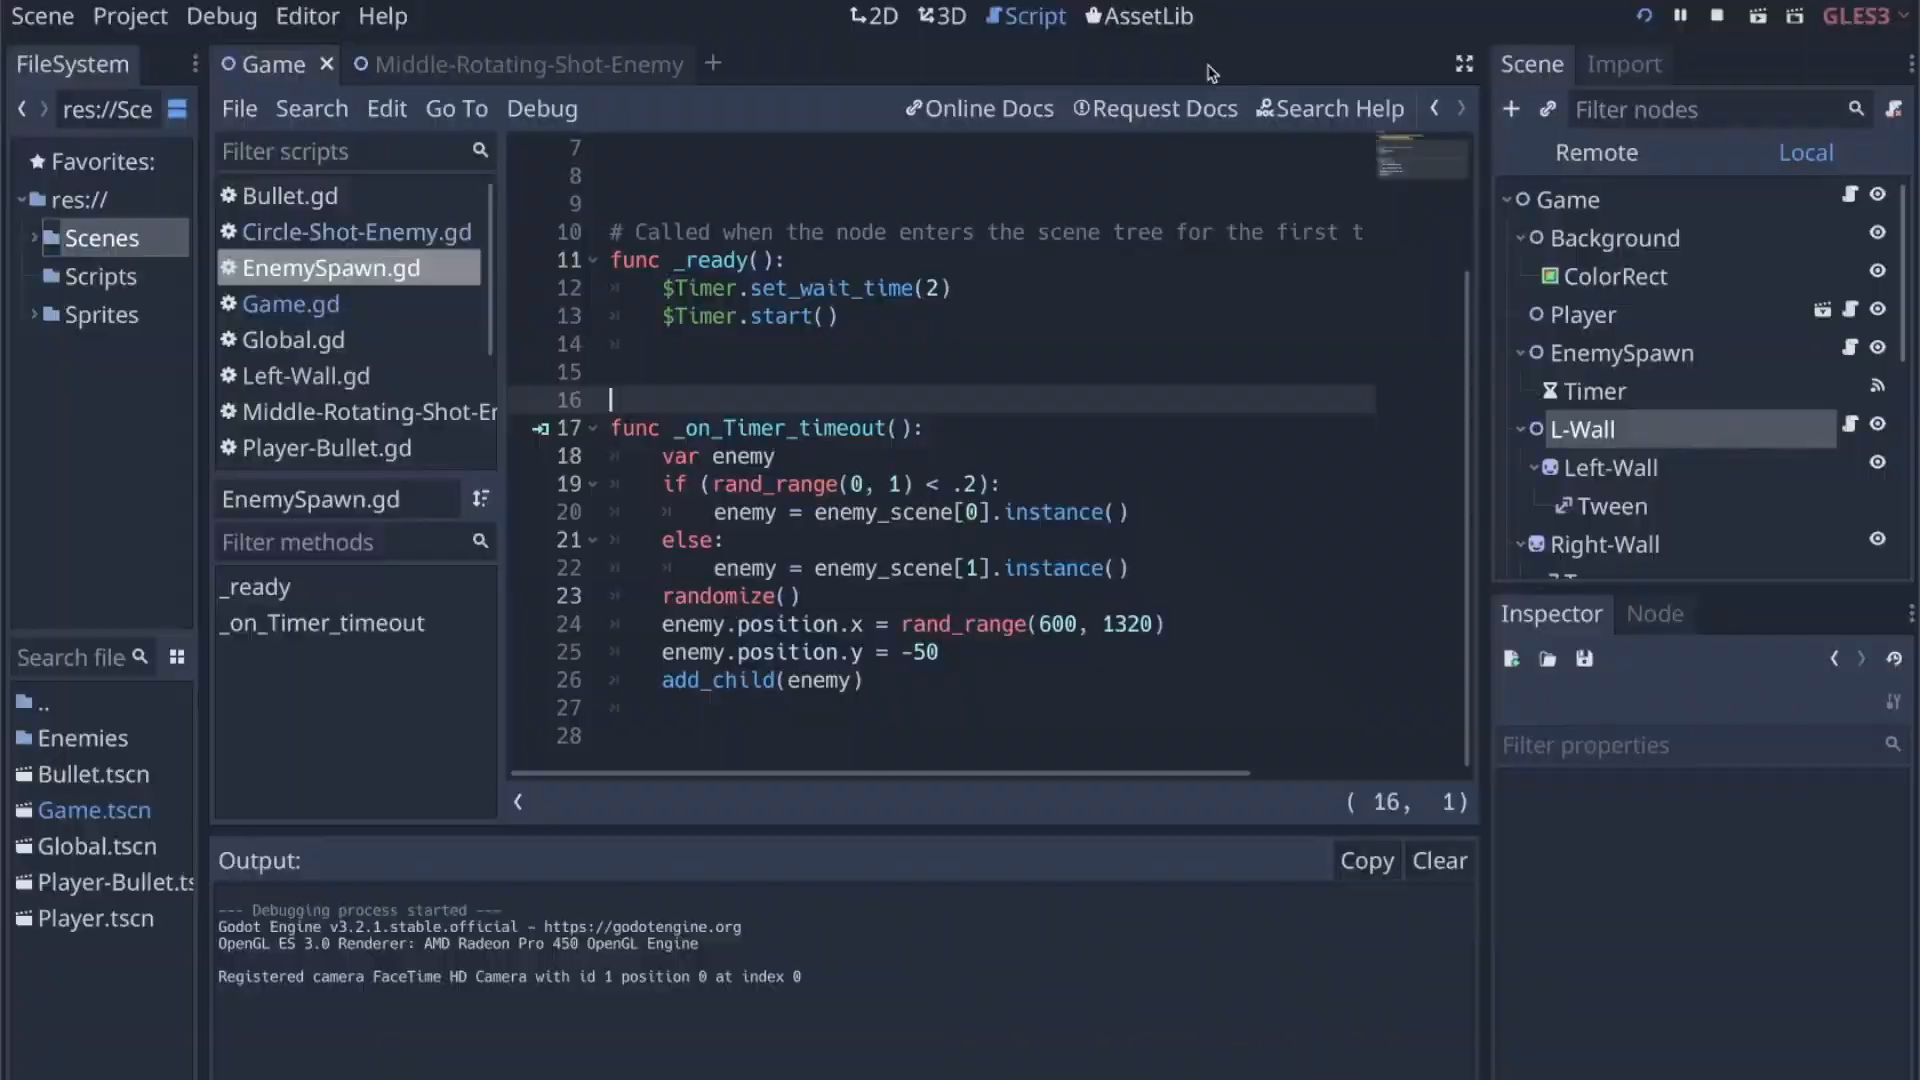 Scene Project Debug Editor Help
2D 3D Script AssetLib
GLES3
FileSystem
res://Sce
Favorites:
res://
Scenes
Scripts
Sprites
Search file
..
Enemies
Bullet.tscn
Game.tscn
Global.tscn
Player-Bullet.ts
Player.tscn
Game
Middle-Rotating-Shot-Enemy
File Search Edit Go To Debug
Online Docs Request Docs Search Help
Filter scripts
Bullet.gd
Circle-Shot-Enemy.gd
EnemySpawn.gd
Game.gd
Global.gd
Left-Wall.gd
Middle-Rotating-Shot-Er
Player-Bullet.gd
EnemySpawn.gd
Filter methods
_ready
_on_Timer_timeout
7
8
9
10 # Called when the node enters the scene tree for the first t
11 func _ready():
12 $Timer.set_wait_time(2)
13 $Timer.start()
14
15
16
17 func _on_Timer_timeout():
18 var enemy
19 if (rand_range(0, 1) < .2):
20 enemy = enemy_scene[0].instance()
21 else:
22 enemy = enemy_scene[1].instance()
23 randomize()
24 enemy.position.x = rand_range(600, 1320)
25 enemy.position.y = -50
26 add_child(enemy)
27
28
( 16, 1)
Output:
Copy Clear
--- Debugging process started ---
Godot Engine v3.2.1.stable.official - https://godotengine.org
OpenGL ES 3.0 Renderer: AMD Radeon Pro 450 OpenGL Engine
Registered camera FaceTime HD Camera with id 1 position 0 at index 0
Scene Import
Filter nodes
Remote Local
Game
Background
ColorRect
Player
EnemySpawn
Timer
L-Wall
Left-Wall
Tween
Right-Wall
Inspector Node
Filter properties